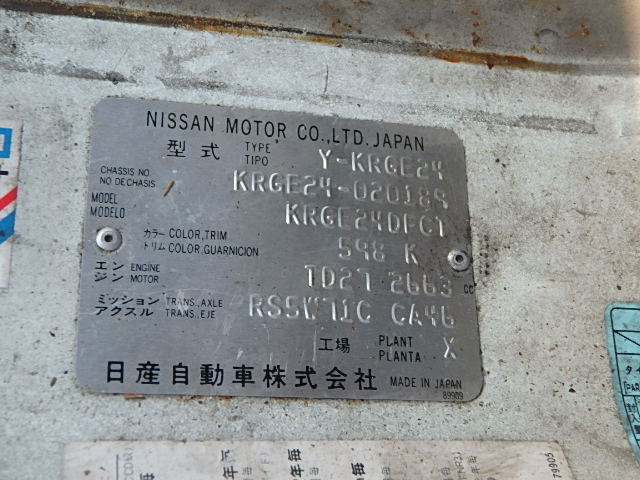 NISSAN MOTOR CO.,LTD. JAPAN
型式 TYPE TIPO Y-KRGE24
CHASSIS NO. NO. DE CHASIS KRGE24-020189
MODEL MODELO KRGE24DFC1
カラー COLOR,TRIM
トリム COLOR,GUARNICION 598 K
エンジン ENGINE MOTOR TD27 2663 CC
ミッション TRANS.,AXLE
アクスル TRANS.,EJE RS5W71C CA46
工場 PLANT PLANTA X
日産自動車株式会社 MADE IN JAPAN
89909
79905